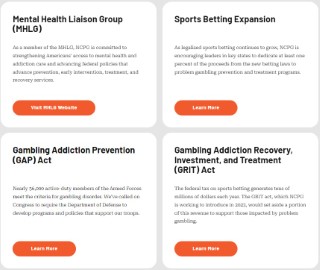 Mental Health Liaison Group
(MHLG)
As a member of the MHLG, NCPG is committed to
strengthening Americans' access to mental health and
addiction care and advancing federal policies that
advance prevention, early intervention, treatment, and
recovery services.
Visit MHLG Website
Sports Betting Expansion
As legalized sports betting continues to grow, NCPG is
encouraging leaders in key states to dedicate at least one
percent of the proceeds from the new betting laws to
problem gambling prevention and treatment programs.
Learn More
Gambling Addiction Prevention
(GAP) Act
Nearly 56,000 active-duty members of the Armed Forces
meet the criteria for gambling disorder. We've called on
Congress to require the Department of Defense to
develop programs and policies that support our troops.
Learn More
Gambling Addiction Recovery,
Investment, and Treatment
(GRIT) Act
The federal tax on sports betting generates tens of
millions of dollars each year. The GRIT act, which NCPG
is working to introduce in 2023, would set aside a portion
of this revenue to support those impacted by problem
gambling.
Learn More